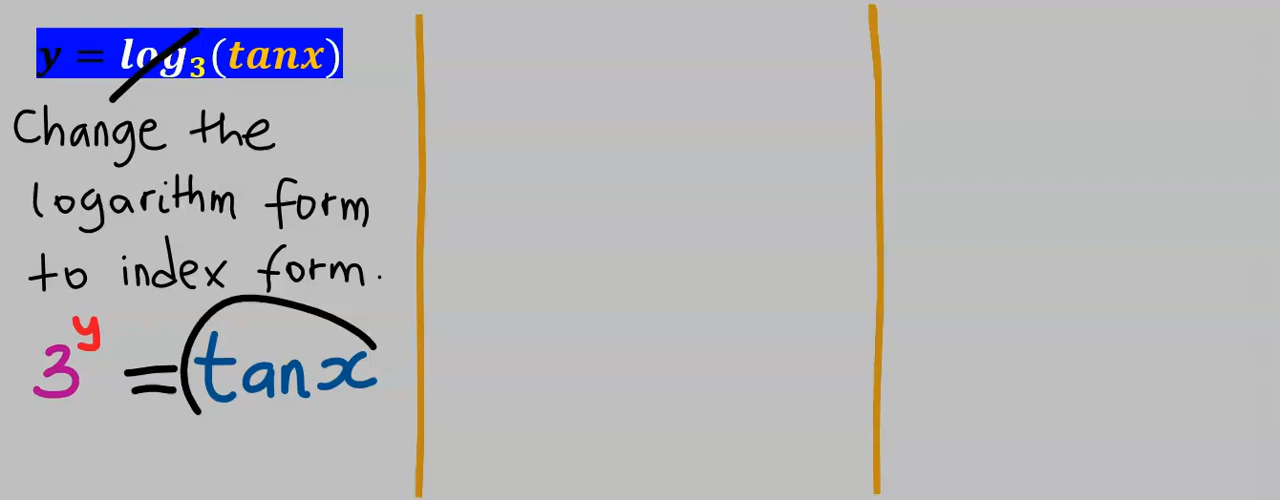 y = log₃(tanx)
Change the
logarithm form
to index form.
3^y = tanx